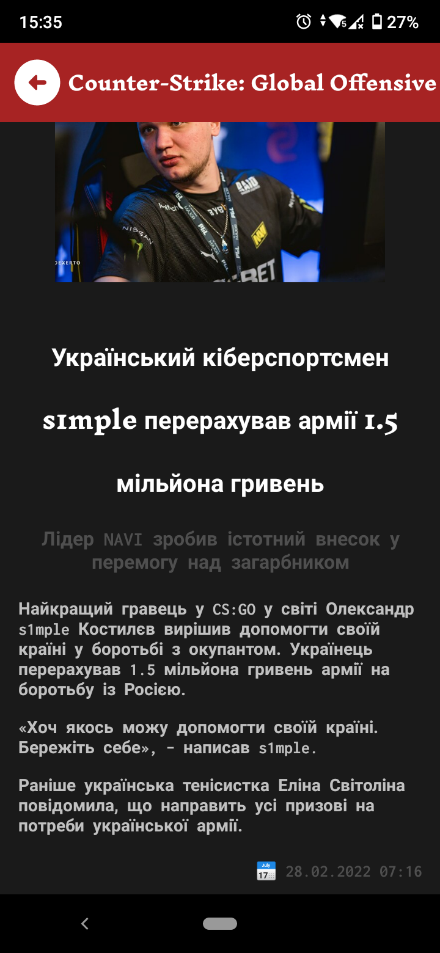 15:35
27%
Counter-Strike: Global Offensive
RAID
NAVI
DEXERTO
Український кіберспортсмен
s1mple перерахував армії 1.5
мільйона гривень
Лідер NAVI зробив істотний внесок у
перемогу над загарбником
Найкращий гравець у CS:GO у світі Олександр
s1mple Костилєв вирішив допомогти своїй
країні у боротьбі з окупантом. Українець
перерахував 1.5 мільйона гривень армії на
боротьбу із Росією.
«Хоч якось можу допомогти своїй країні.
Бережіть себе», – написав s1mple.
Раніше українська тенісистка Еліна Світоліна
повідомила, що направить усі призові на
потреби української армії.
17 28.02.2022 07:16